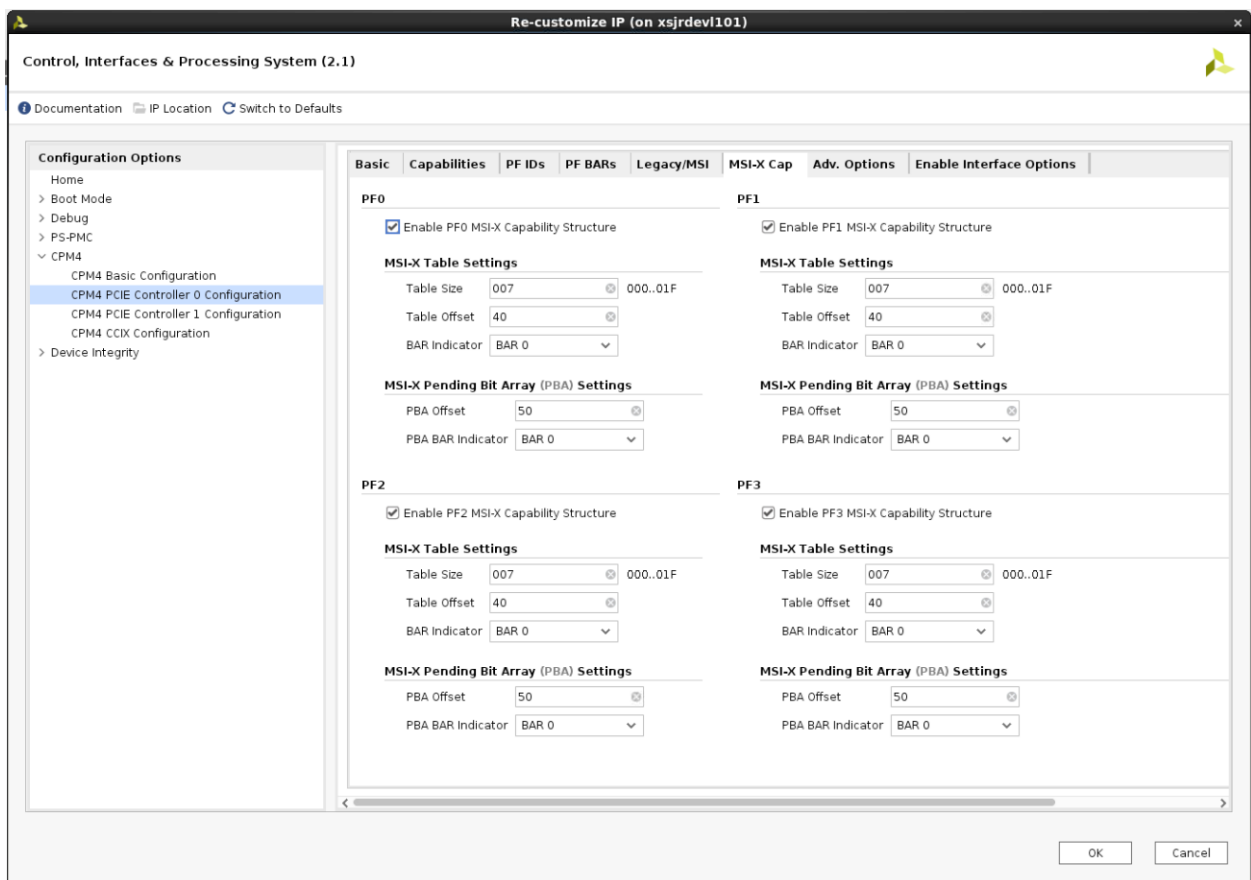 Re-customize IP (on xsjrdevl101)
Control, Interfaces & Processing System (2.1)
Documentation IP Location Switch to Defaults
Configuration Options
Home
Boot Mode
Debug
PS-PMC
CPM4
CPM4 Basic Configuration
CPM4 PCIE Controller 0 Configuration
CPM4 PCIE Controller 1 Configuration
CPM4 CCIX Configuration
Device Integrity
Basic Capabilities PF IDs PF BARs Legacy/MSI MSI-X Cap Adv. Options Enable Interface Options
PF0
Enable PF0 MSI-X Capability Structure
MSI-X Table Settings
Table Size 007 000..01F
Table Offset 40
BAR Indicator BAR 0
MSI-X Pending Bit Array (PBA) Settings
PBA Offset 50
PBA BAR Indicator BAR 0
PF1
Enable PF1 MSI-X Capability Structure
MSI-X Table Settings
Table Size 007 000..01F
Table Offset 40
BAR Indicator BAR 0
MSI-X Pending Bit Array (PBA) Settings
PBA Offset 50
PBA BAR Indicator BAR 0
PF2
Enable PF2 MSI-X Capability Structure
MSI-X Table Settings
Table Size 007 000..01F
Table Offset 40
BAR Indicator BAR 0
MSI-X Pending Bit Array (PBA) Settings
PBA Offset 50
PBA BAR Indicator BAR 0
PF3
Enable PF3 MSI-X Capability Structure
MSI-X Table Settings
Table Size 007 000..01F
Table Offset 40
BAR Indicator BAR 0
MSI-X Pending Bit Array (PBA) Settings
PBA Offset 50
PBA BAR Indicator BAR 0
OK Cancel